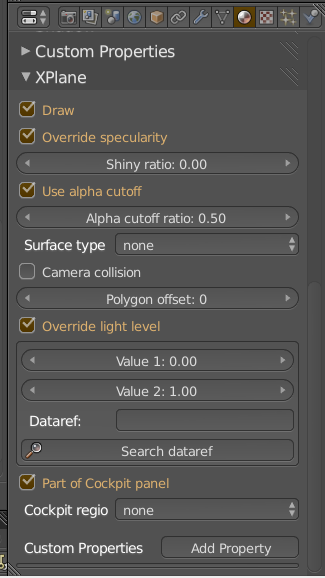 Custom Properties
XPlane
Draw
Override specularity
Shiny ratio: 0.00
Use alpha cutoff
Alpha cutoff ratio: 0.50
Surface type none
Camera collision
Polygon offset: 0
Override light level
Value 1: 0.00
Value 2: 1.00
Dataref:
Search dataref
Part of Cockpit panel
Cockpit regio none
Custom Properties Add Property